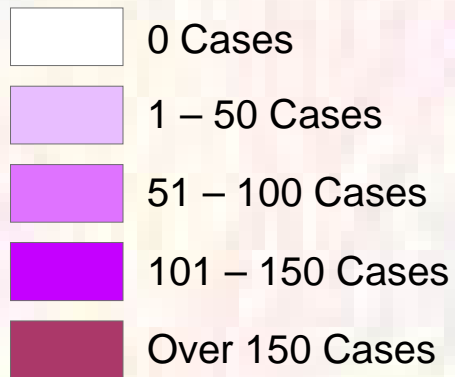 0 Cases
1 – 50 Cases
51 – 100 Cases
101 – 150 Cases
Over 150 Cases